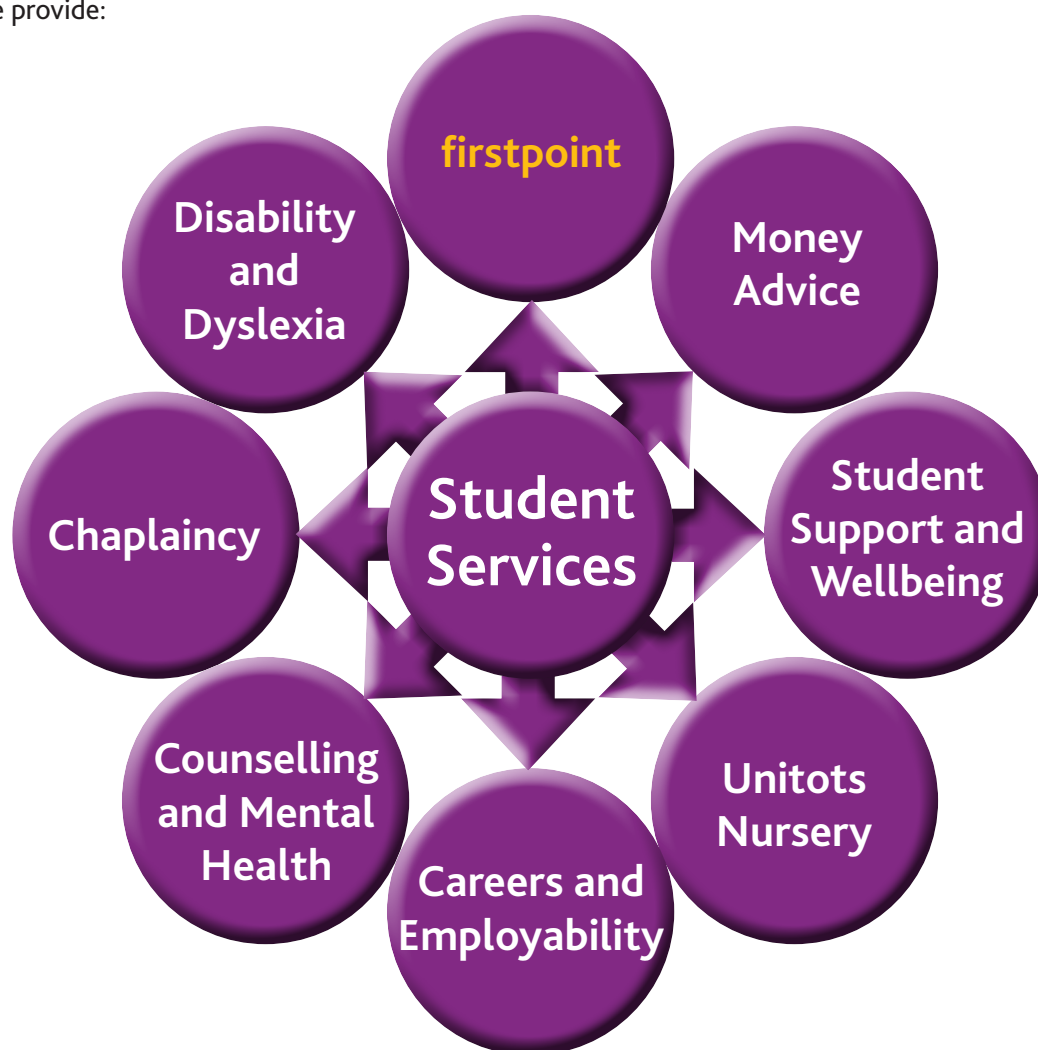 e provide:
firstpoint
Disability
and
Dyslexia
Money
Advice
Student
Services
Chaplaincy
Student
Support and
Wellbeing
Counselling
and Mental
Health
Unitots
Nursery
Careers and
Employability